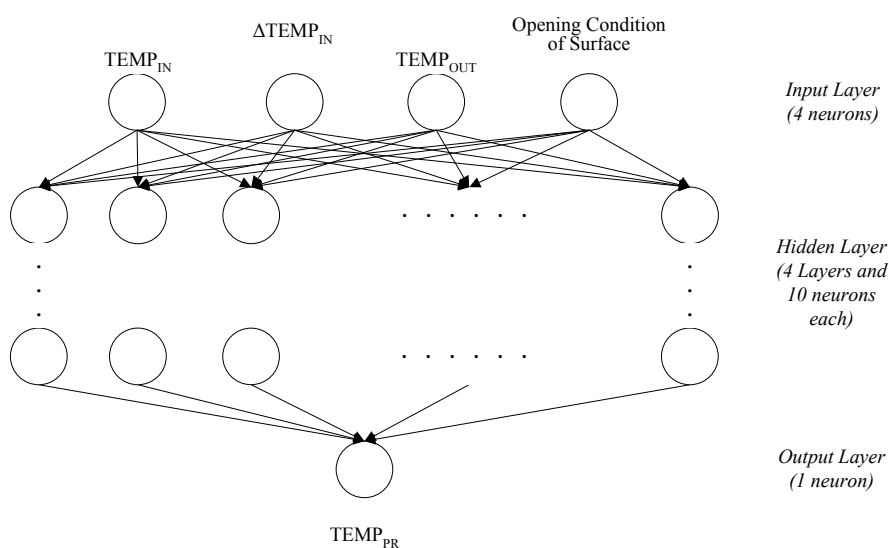 TEMP_IN
ΔTEMP_IN
TEMP_OUT
Opening Condition
of Surface
Input Layer
(4 neurons)
. . . . . .
Hidden Layer
(4 Layers and
10 neurons
each)
. . . . . .
Output Layer
(1 neuron)
TEMP_PR